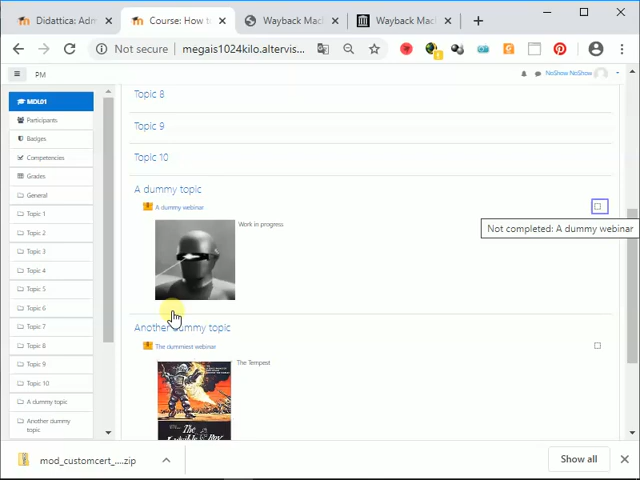 Didattica: Adm
Course: How t
Wayback Mac
Wayback Mac
Not secure
megais1024kilo.altervis
PM
NoShow NoShow
MDL01
Participants
Badges
Competencies
Grades
General
Topic 1
Topic 2
Topic 3
Topic 4
Topic 5
Topic 6
Topic 7
Topic 8
Topic 9
Topic 10
A dummy topic
Another dummy topic
Topic 8
Topic 9
Topic 10
A dummy topic
A dummy webinar
Work in progress
Not completed: A dummy webinar
Another dummy topic
The dummiest webinar
The Tempest
The
mod_customcert_....zip
Show all